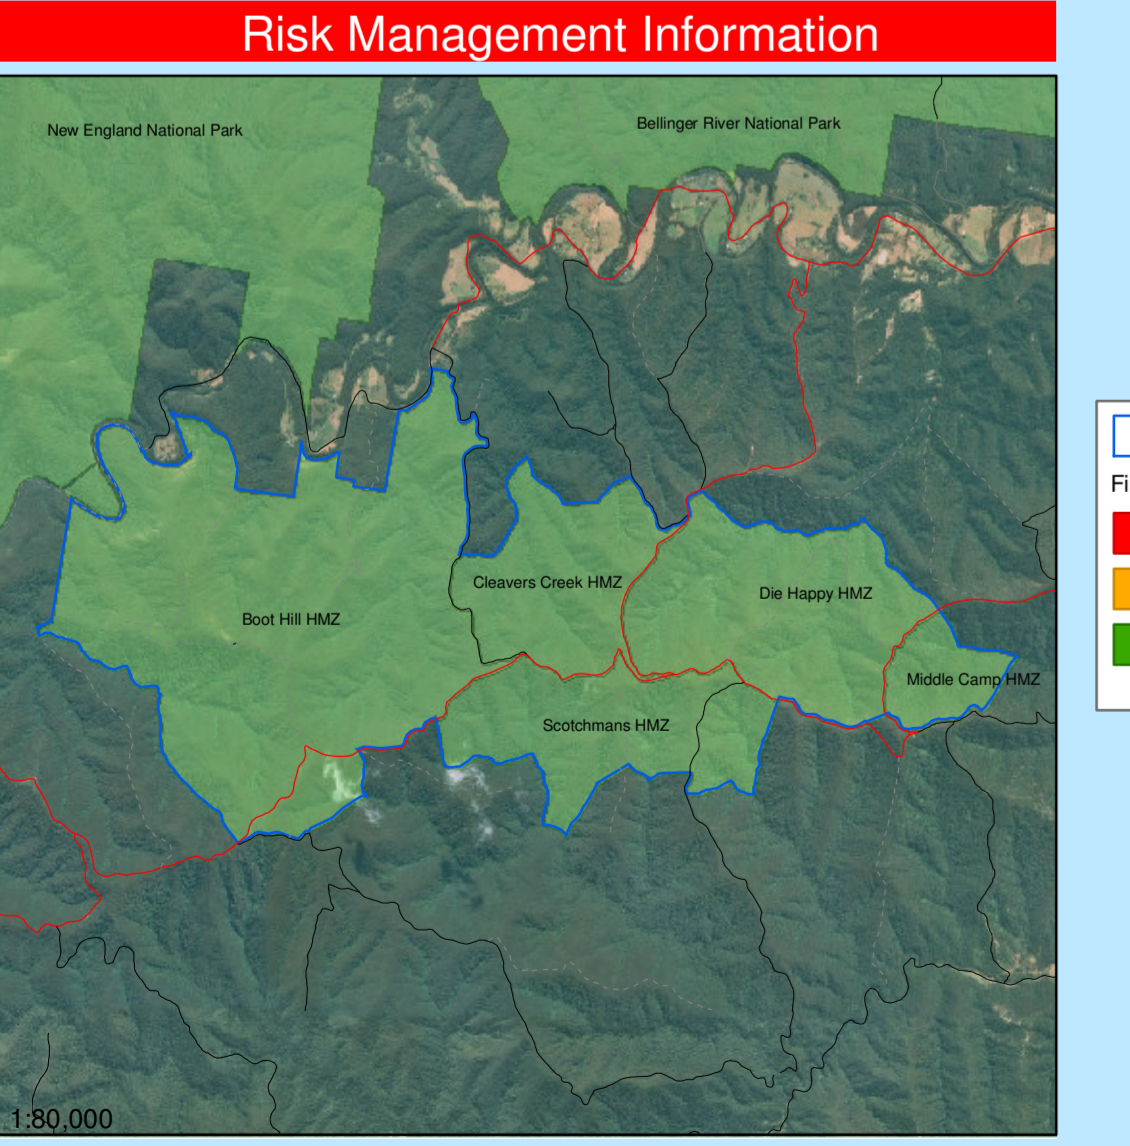 Risk Management Information
New England National Park
Bellinger River National Park
Cleavers Creek HMZ
Die Happy HMZ
Boot Hill HMZ
Middle Camp HMZ
Scotchmans HMZ
Fi
1:80,000